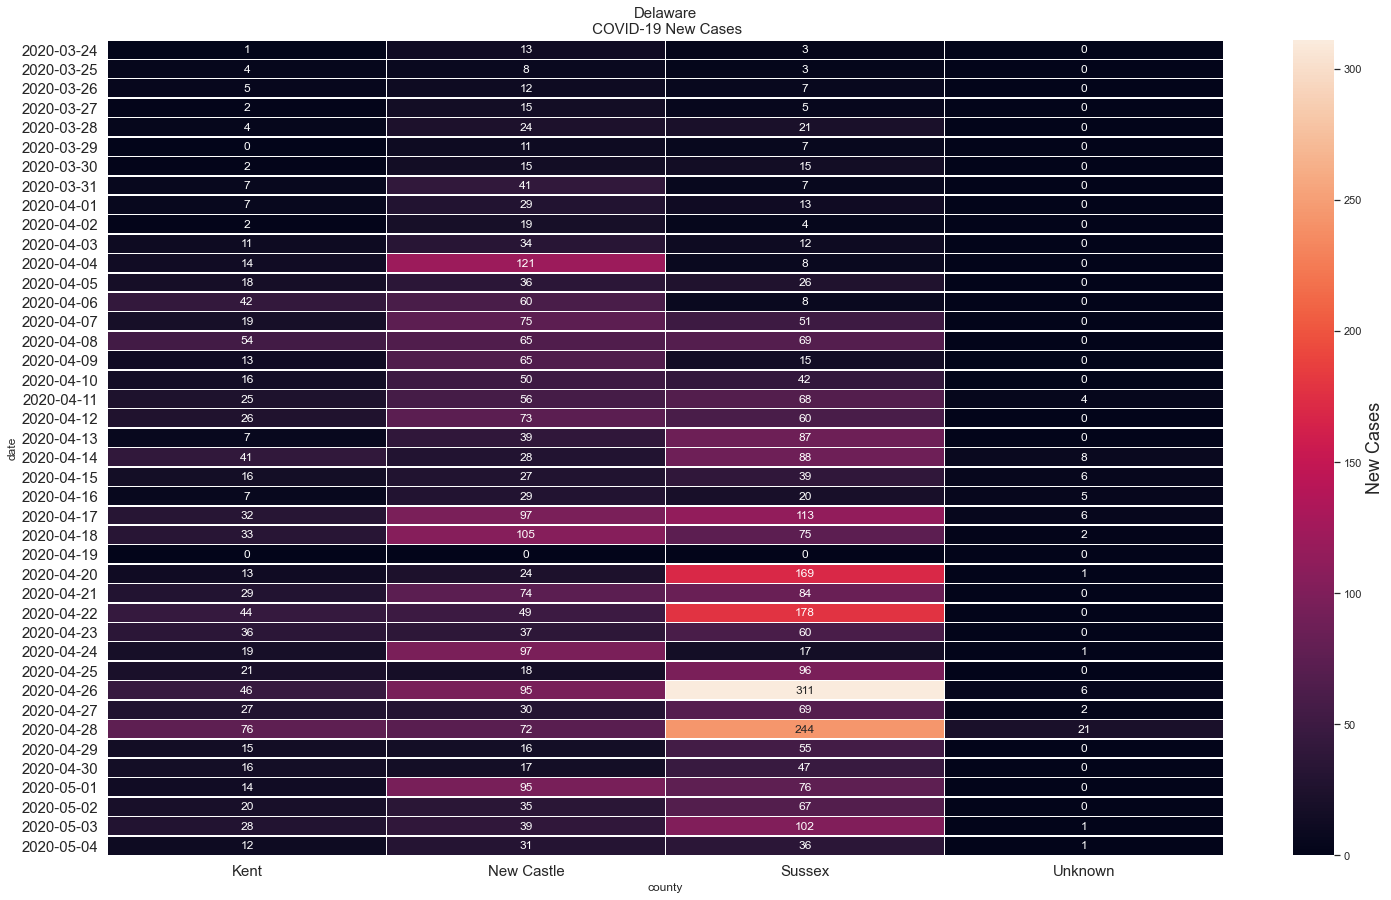 Delaware
COVID-19 New Cases
2020-03-24 1 13 3 0
2020-03-25 4 8 3 0
2020-03-26 5 12 7 0
2020-03-27 2 15 5 0
2020-03-28 4 24 21 0
2020-03-29 0 11 7 0
2020-03-30 2 15 15 0
2020-03-31 7 41 7 0
2020-04-01 7 29 13 0
2020-04-02 2 19 4 0
2020-04-03 11 34 12 0
2020-04-04 14 121 8 0
2020-04-05 18 36 26 0
2020-04-06 42 60 8 0
2020-04-07 19 75 51 0
2020-04-08 54 65 69 0
2020-04-09 13 65 15 0
2020-04-10 16 50 42 0
2020-04-11 25 56 68 4
2020-04-12 26 73 60 0
2020-04-13 7 39 87 0
2020-04-14 41 28 88 8
2020-04-15 16 27 39 6
2020-04-16 7 29 20 5
2020-04-17 32 97 113 6
2020-04-18 33 105 75 2
2020-04-19 0 0 0 0
2020-04-20 13 24 169 1
2020-04-21 29 74 84 0
2020-04-22 44 49 178 0
2020-04-23 36 37 60 0
2020-04-24 19 97 17 1
2020-04-25 21 18 96 0
2020-04-26 46 95 311 6
2020-04-27 27 30 69 2
2020-04-28 76 72 244 21
2020-04-29 15 16 55 0
2020-04-30 16 17 47 0
2020-05-01 14 95 76 0
2020-05-02 20 35 67 0
2020-05-03 28 39 102 1
2020-05-04 12 31 36 1
Kent New Castle Sussex Unknown
county
date
300
250
200
150
100
50
0
New Cases